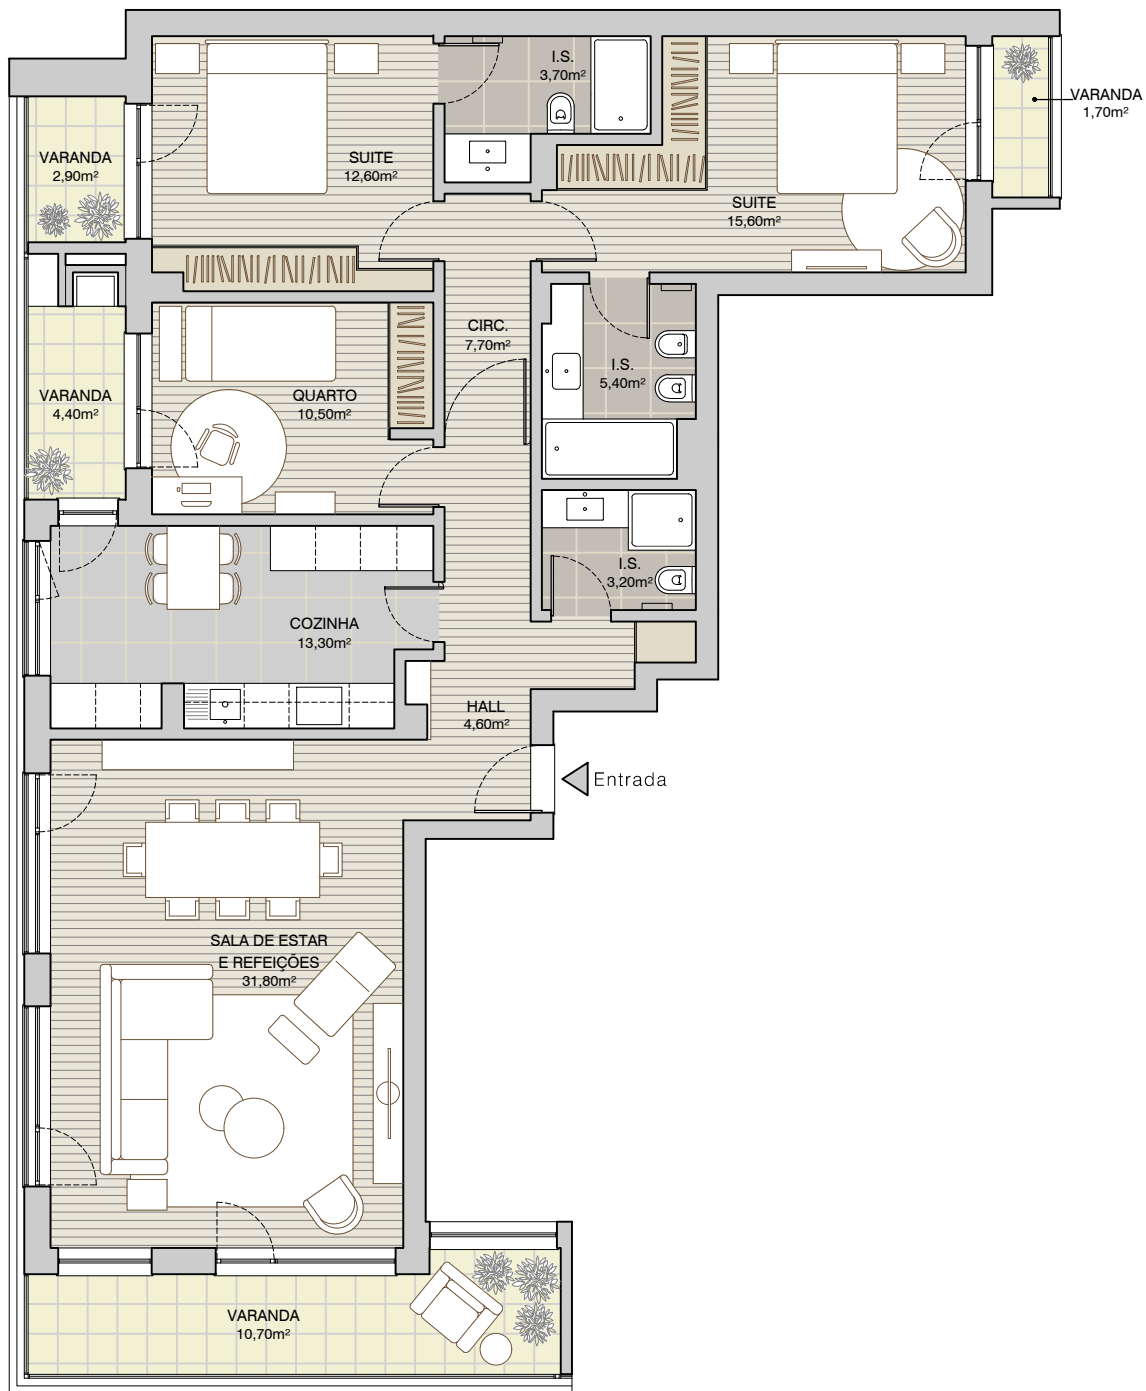 I.S.
3,70m²
VARANDA
1,70m²
VARANDA
2,90m²
SUITE
12,60m²
SUITE
15,60m²
CIRC.
7,70m²
I.S.
5,40m²
VARANDA
4,40m²
QUARTO
10,50m²
I.S.
3,20m²
COZINHA
13,30m²
HALL
4,60m²
Entrada
SALA DE ESTAR
E REFEIÇÕES
31,80m²
VARANDA
10,70m²